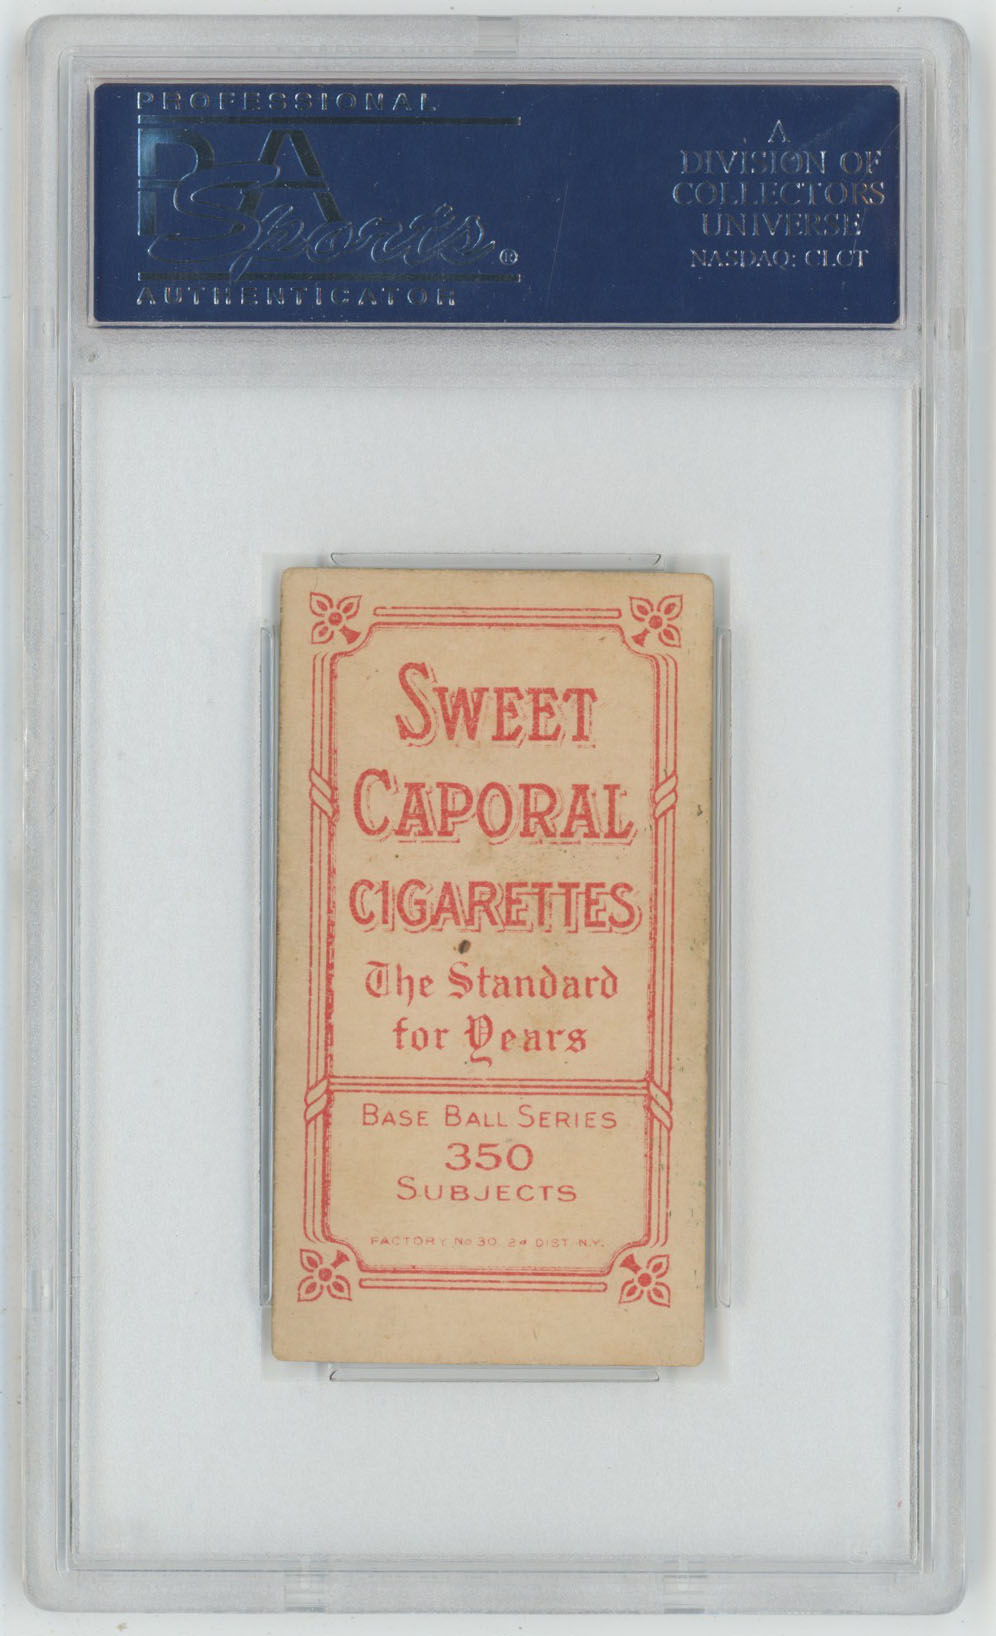 PROFESSIONAL
PSA
Sports®
AUTHENTICATOR
A
DIVISION OF
COLLECTORS
UNIVERSE
NASDAQ: CLCT
SWEET
CAPORAL
CIGARETTES
The Standard
for Years
BASE BALL SERIES
350
SUBJECTS
FACTORY No 30. 2d DIST. N.Y.